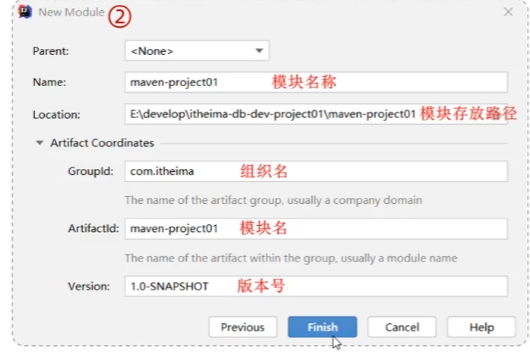 New Module ②
Parent: <None>
Name: maven-project01 模块名称
Location: E:\develop\itheima-db-dev-project01\maven-project01 模块存放路径
Artifact Coordinates
GroupId: com.itheima 组织名
The name of the artifact group, usually a company domain
ArtifactId: maven-project01 模块名
The name of the artifact within the group, usually a module name
Version: 1.0-SNAPSHOT 版本号
Previous Finish Cancel Help